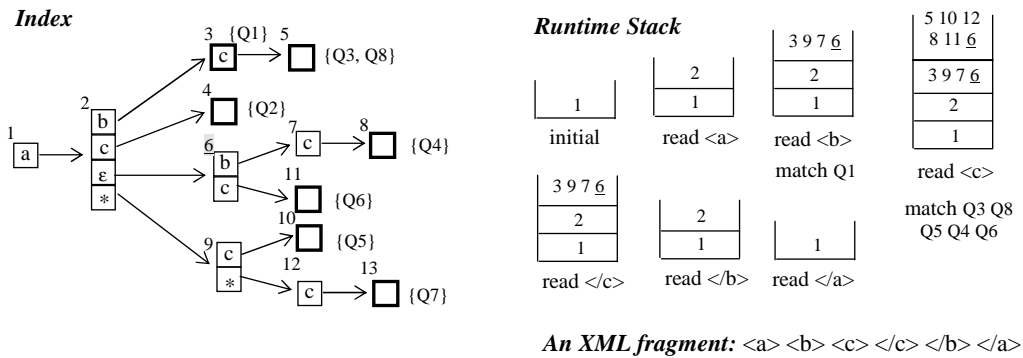 Index
3 {Q1} 5
c {Q3, Q8}
2 4
b {Q2}
1 c 7 8
a 6 c {Q4}
ε b
* c 11
{Q6}
10
9 {Q5}
c 12 13
* c {Q7}
Runtime Stack
5 10 12
8 11 6
3 9 7 6 3 9 7 6
2 2 2
1 1 1 1
initial read <a> read <b> read <c>
match Q1
match Q3 Q8
Q5 Q4 Q6
3 9 7 6
2 2
1 1 1
read </c> read </b> read </a>
An XML fragment: <a> <b> <c> </c> </b> </a>